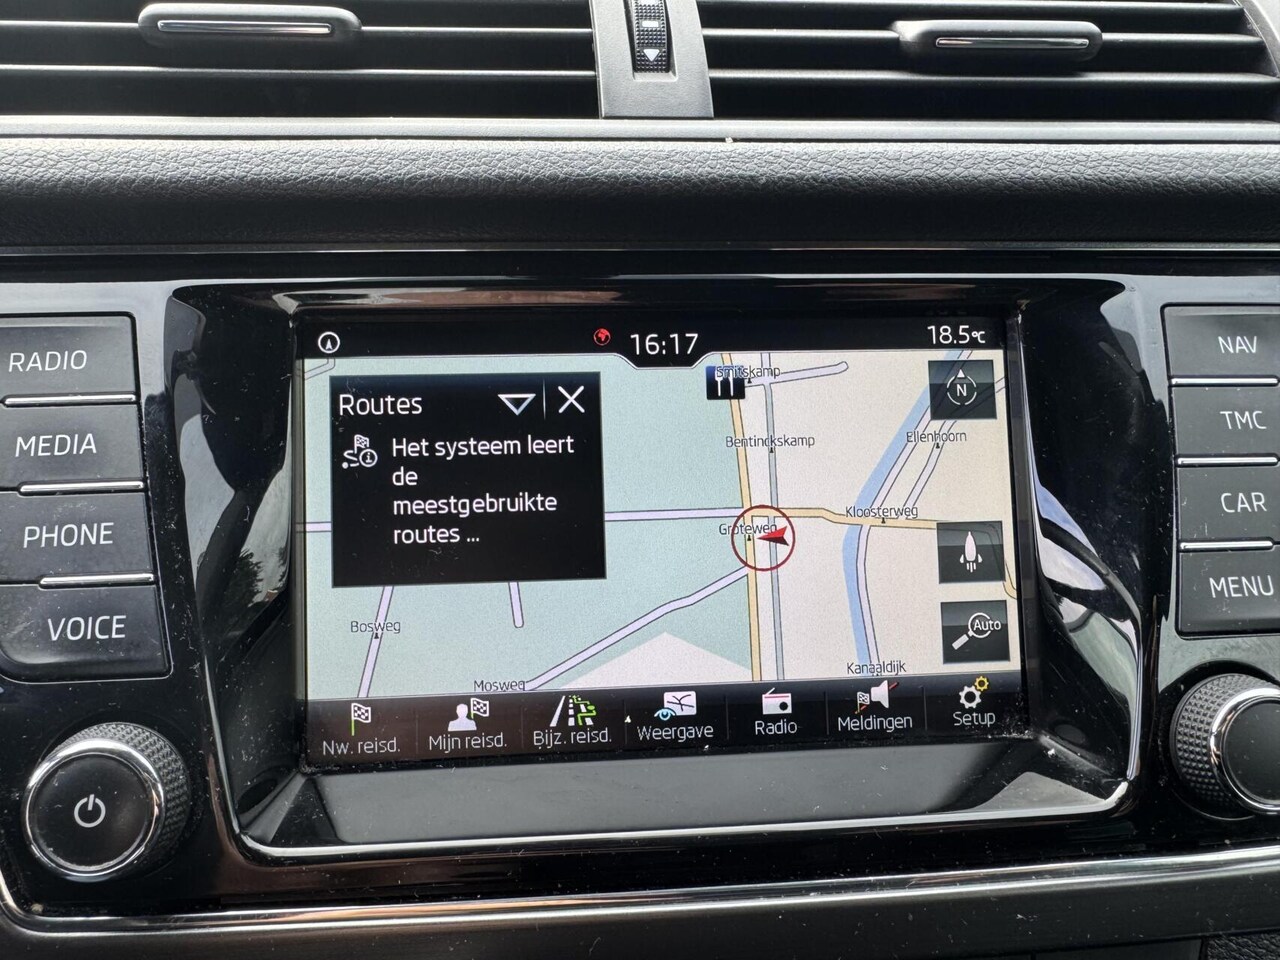 16:17
18.5°C
RADIO
MEDIA
PHONE
VOICE
NAV
TMC
CAR
MENU
Routes
Het systeem leert
de
meestgebruikte
routes ...
Smitskamp
N
Bentinckskamp
Ellenhoorn
Kloosterweg
Groteweg
Auto
Bosweg
Kanaaldijk
Mosweg
Nw. reisd.
Mijn reisd.
Bijz. reisd.
Weergave
Radio
Meldingen
Setup